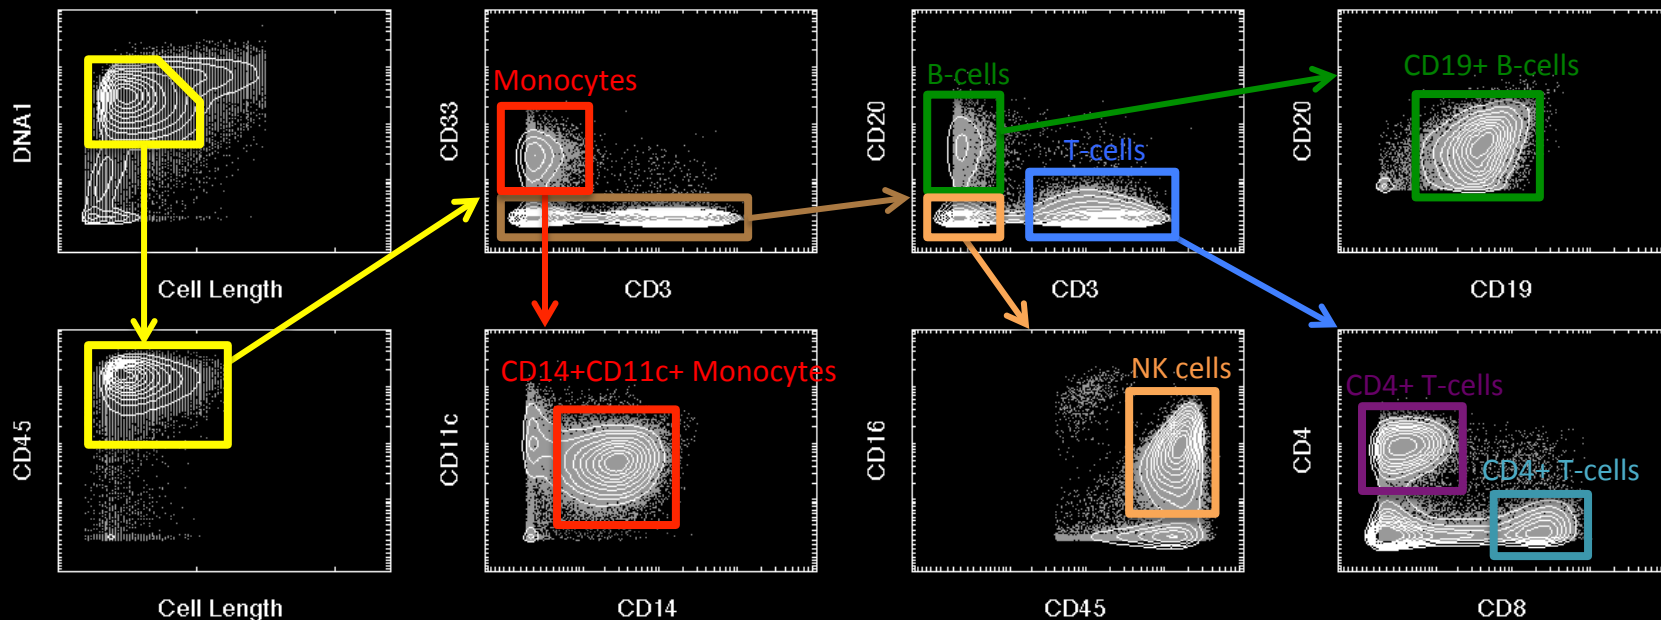 DNA1
Cell Length
Monocytes
CD33
CD3
B-cells
T-cells
CD20
CD3
CD19+ B-cells
CD20
CD19
CD45
Cell Length
CD14+CD11c+ Monocytes
CD11c
CD14
NK cells
CD16
CD45
CD4+ T-cells
CD4+ T-cells
CD4
CD8